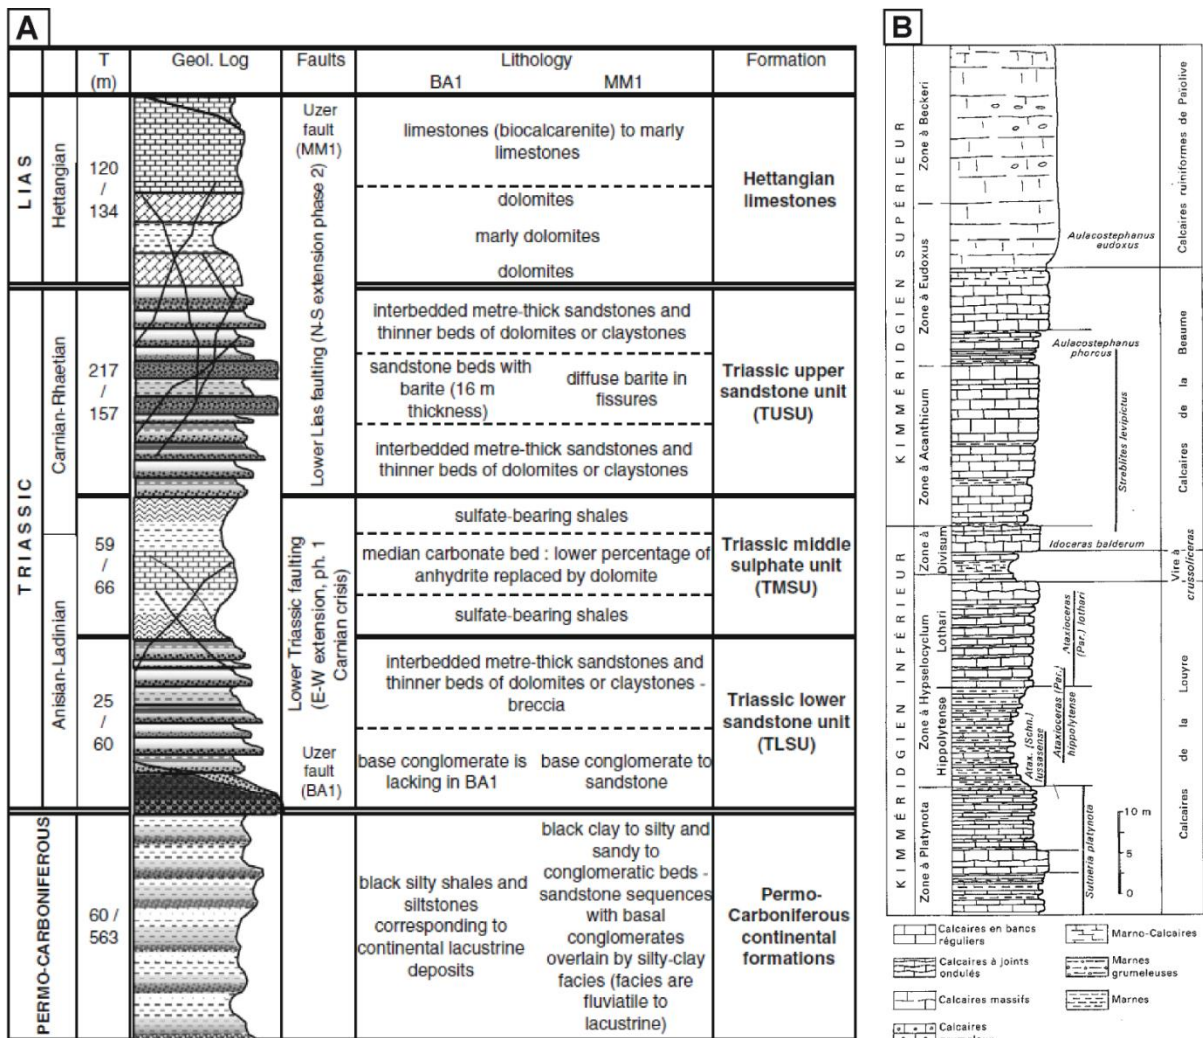 A
T
(m)
Geol. Log
Faults
Lithology
BA1
MM1
Formation
LIAS
Hettangian
120
/
134
Uzer
fault
(MM1)
limestones (biocalcarenite) to marly
limestones
dolomites
marly dolomites
dolomites
Hettangian
limestones
Lower Lias faulting (N-S extension phase 2)
TRIASSIC
Carnian-Rhaetian
217
/
157
interbedded metre-thick sandstones and
thinner beds of dolomites or claystones
sandstone beds with
barite (16 m
thickness)
diffuse barite in
fissures
interbedded metre-thick sandstones and
thinner beds of dolomites or claystones
Triassic upper
sandstone unit
(TUSU)
Anisian-Ladinian
59
/
66
sulfate-bearing shales
median carbonate bed : lower percentage of
anhydrite replaced by dolomite
sulfate-bearing shales
Triassic middle
sulphate unit
(TMSU)
Lower Triassic faulting
(E-W extension, ph. 1
Carnian crisis)
25
/
60
interbedded metre-thick sandstones and
thinner beds of dolomites or claystones -
breccia
Uzer
fault
(BA1)
base conglomerate is
lacking in BA1
base conglomerate to
sandstone
Triassic lower
sandstone unit
(TLSU)
PERMO-CARBONIFEROUS
60 /
563
black silty shales and
siltstones
corresponding to
continental lacustrine
deposits
black clay to silty and
sandy to
conglomeratic beds -
sandstone sequences
with basal
conglomerates
overlain by silty-clay
facies (facies are
fluviatile to
lacustrine)
Permo-
Carboniferous
continental
formations
B
KIMMÉRIDGIEN SUPÉRIEUR
Zone à Beckeri
Zone à Eudoxus
Zone à Acanthicum
KIMMÉRIDGIEN INFÉRIEUR
Zone à
Divisum
Zone à Hypselocyclum
Lothari
Hippolytense
Zone à Platynota
Aulacostephanus
eudoxus
Aulacostephanus
phorcus
Streblites levipictus
Idoceras balderum
Ataxioceras
(Par.) lothari
Ataxioceras (Par.)
hippolytense
Atax. (Schn.)
lussasense
Sutneria platynota
10 m
5
0
Calcaires ruiniformes de Païolive
Calcaires de la Beaume
Vire à
crussoliceras
Calcaires de la Louyre
Calcaires en bancs
réguliers
Calcaires à joints
ondulés
Calcaires massifs
Calcaires
Marno-Calcaires
Marnes
grumeleuses
Marnes